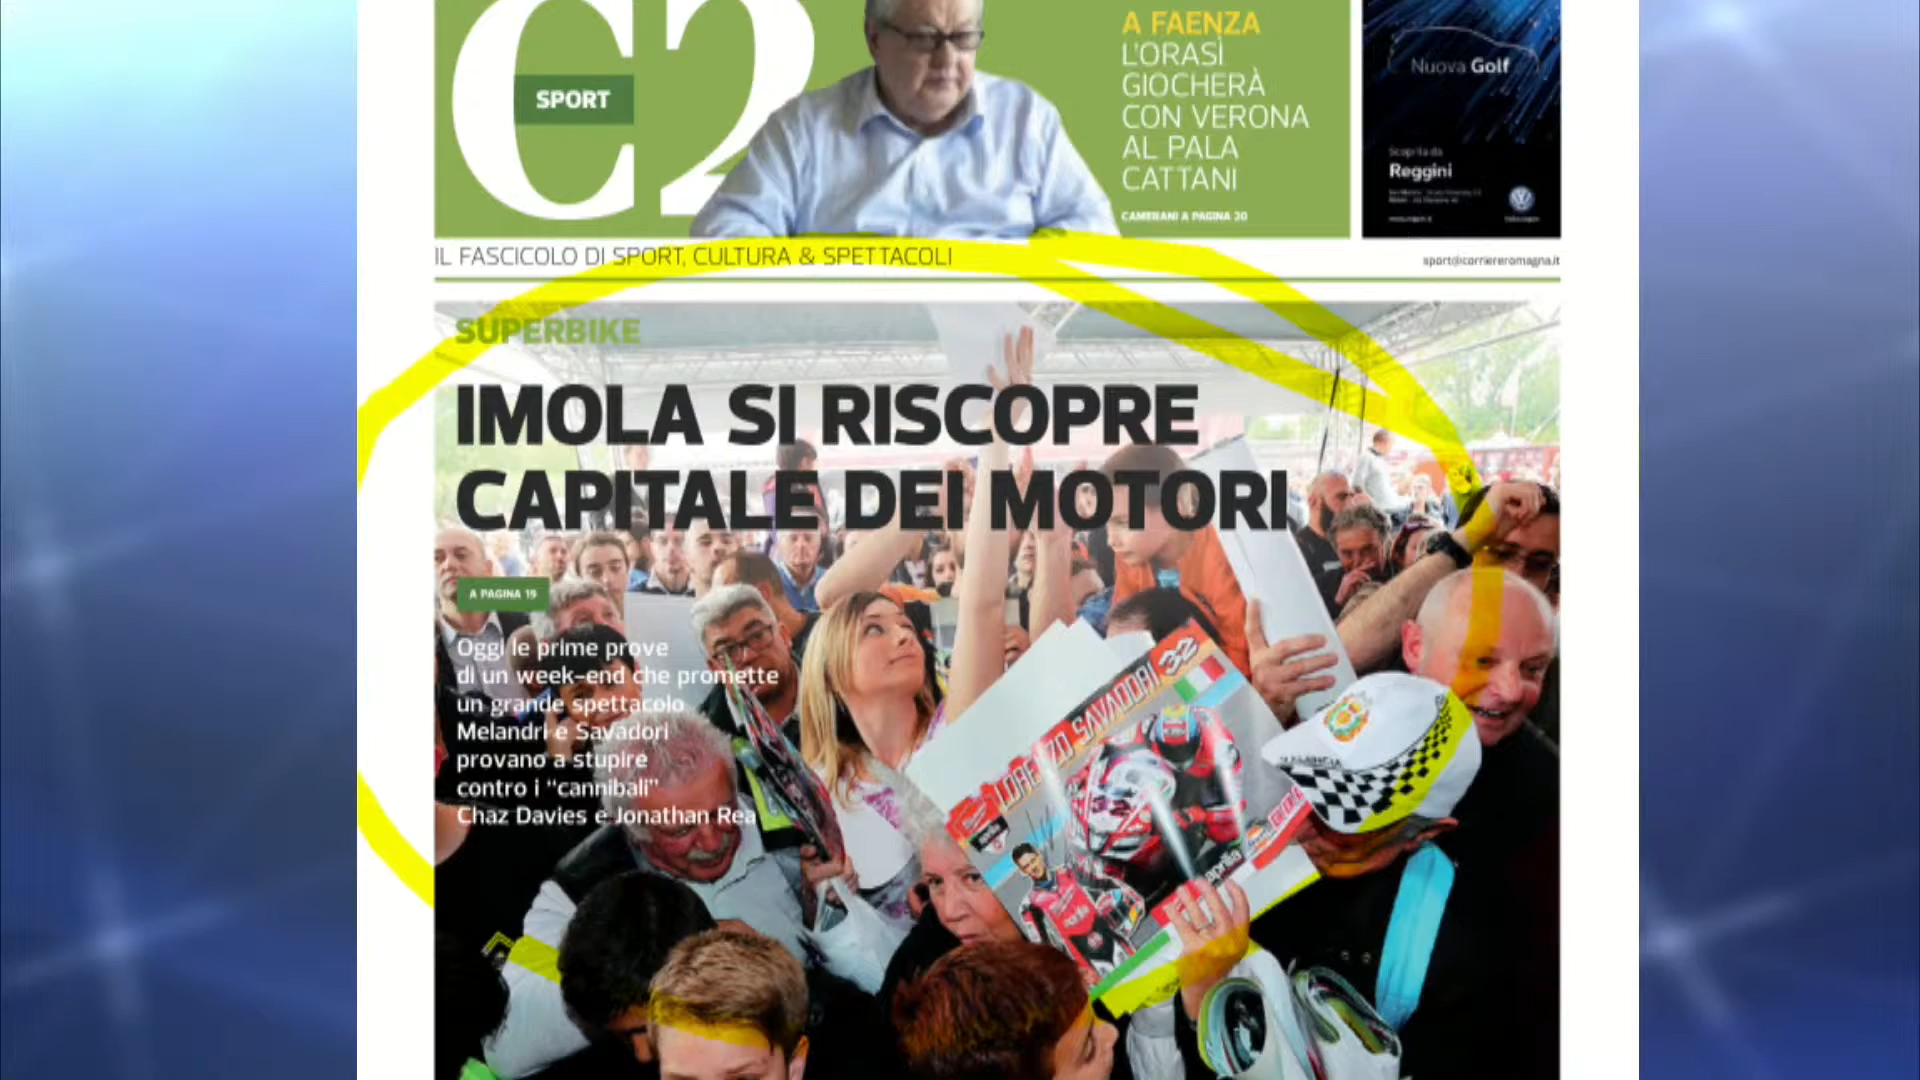 C2
SPORT
A FAENZA
L'ORASÌ
GIOCHERÀ
CON VERONA
AL PALA
CATTANI
CAMERANI A PAGINA 20
Nuova Golf
Scoprila da
Reggini
IL FASCICOLO DI SPORT, CULTURA & SPETTACOLI
sport@corriereromagna.it
SUPERBIKE
IMOLA SI RISCOPRE
CAPITALE DEI MOTORI
A PAGINA 19
Oggi le prime prove
di un week-end che promette
un grande spettacolo
Melandri e Savadori
provano a stupire
contro i “cannibali”
Chaz Davies e Jonathan Rea
LORENZO SAVADORI 32
aprilia